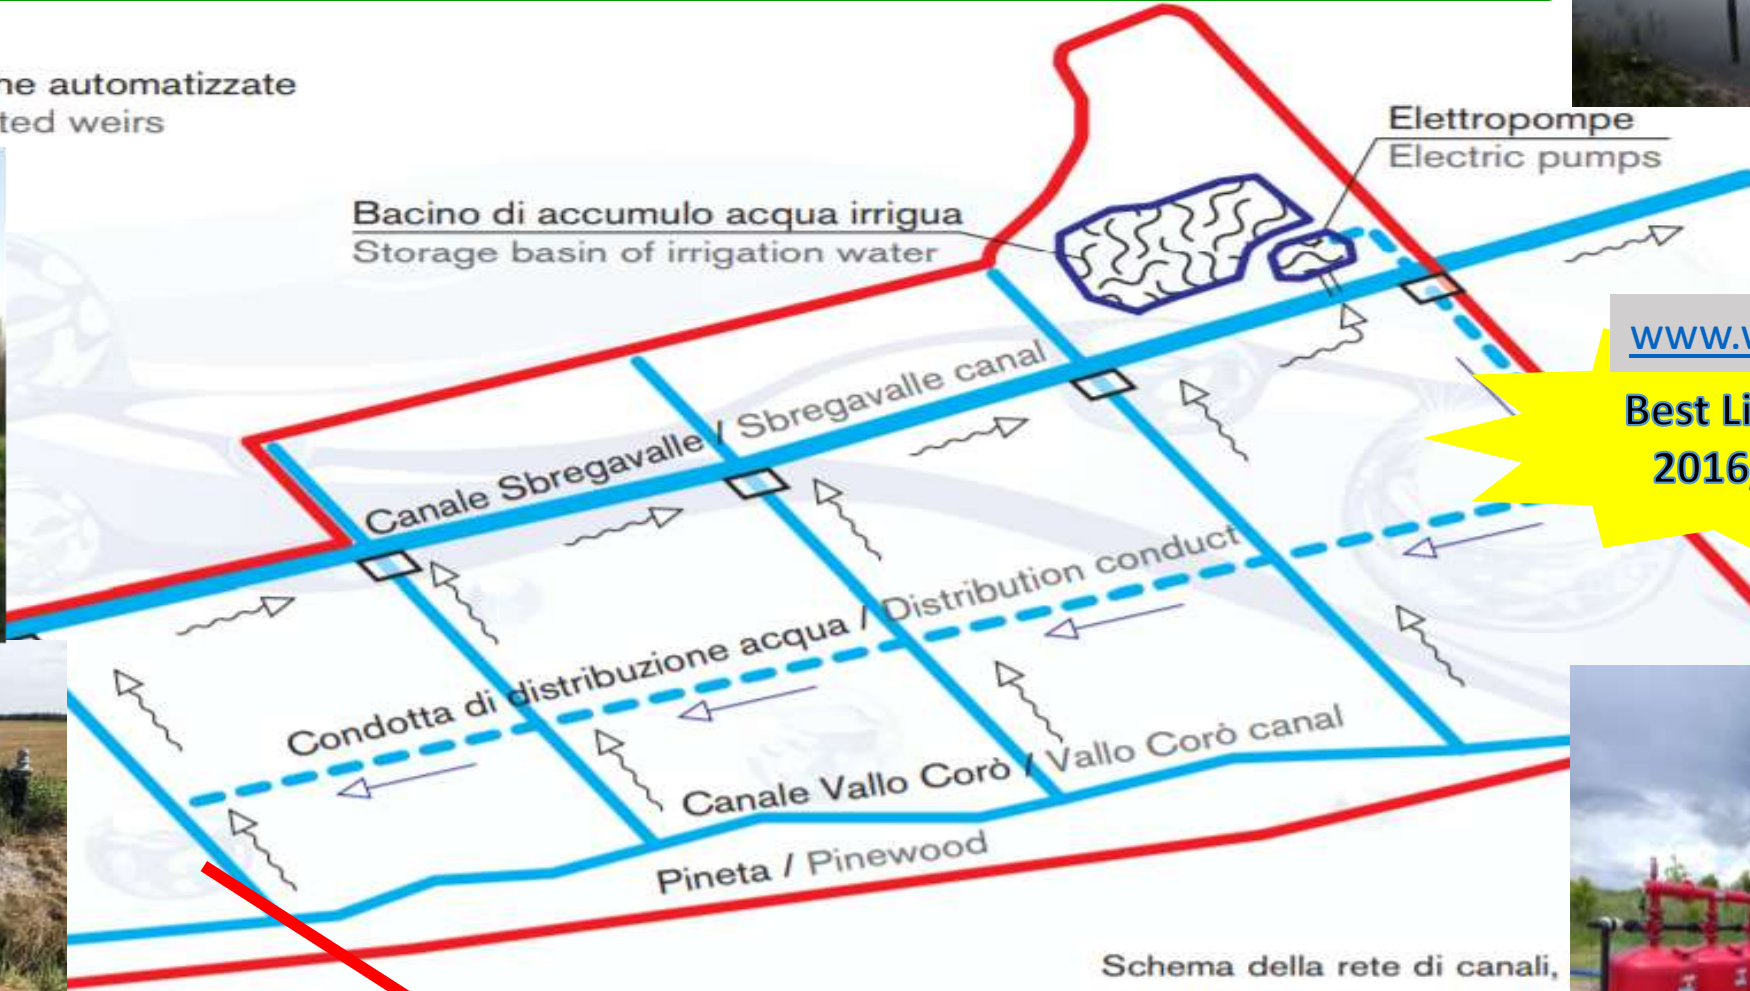 ne automatizzate
ted weirs
Elettropompe
Electric pumps
Bacino di accumulo acqua irrigua
Storage basin of irrigation water
www.w
Best Li
2016
Canale Sbregavalle / Sbregavalle canal
Condotta di distribuzione acqua / Distribution conduct
Canale Vallo Corò / Vallo Corò canal
Pineta / Pinewood
Schema della rete di canali,